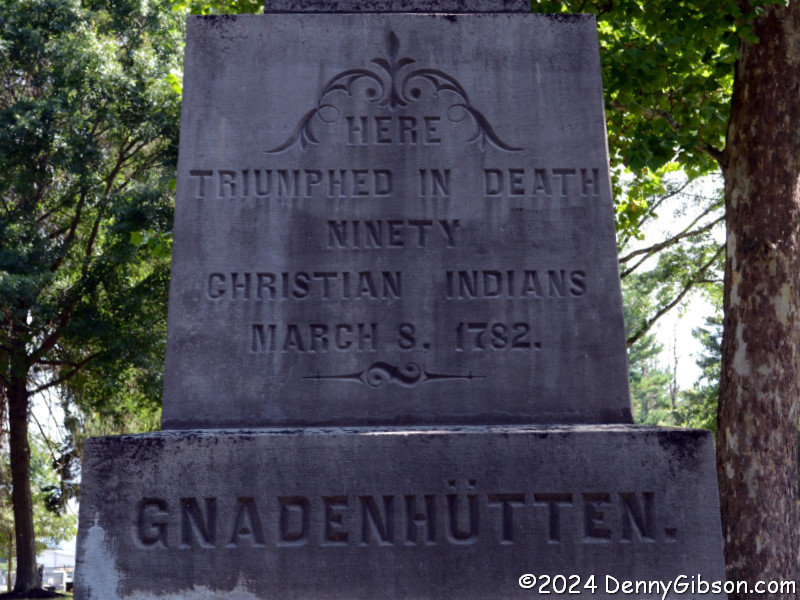 HERE
TRIUMPHED IN DEATH
NINETY
CHRISTIAN INDIANS
MARCH 8. 1782.
GNADENHÜTTEN.
©2024 DennyGibson.com